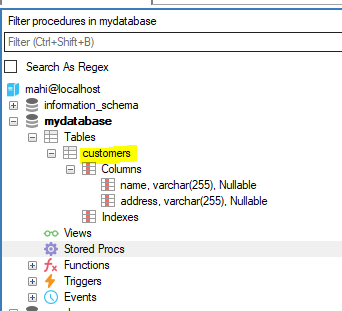 Filter procedures in mydatabase
Filter (Ctrl+Shift+B)
Search As Regex
mahi@localhost
information_schema
mydatabase
Tables
customers
Columns
name, varchar(255), Nullable
address, varchar(255), Nullable
Indexes
Views
Stored Procs
Functions
Triggers
Events